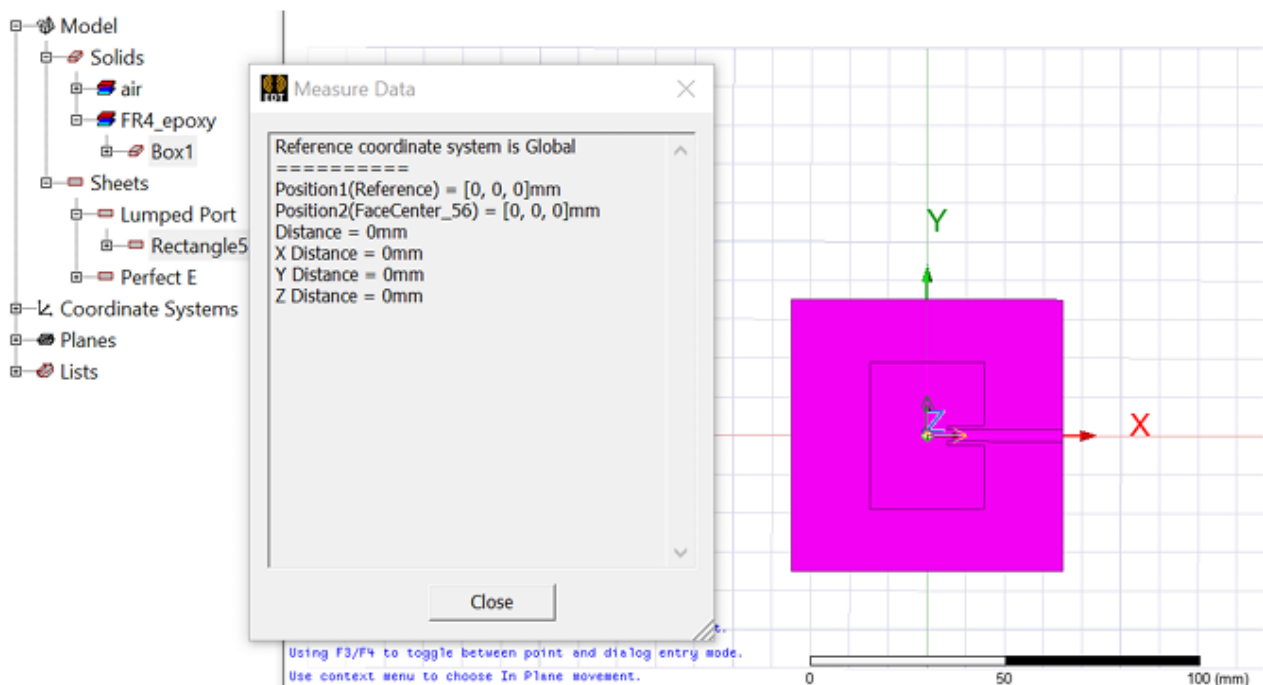 Model
Solids
air
FR4_epoxy
Box1
Sheets
Lumped Port
Rectangle5
Perfect E
Coordinate Systems
Planes
Lists
EDT
Measure Data
Reference coordinate system is Global
==========
Position1(Reference) = [0, 0, 0]mm
Position2(FaceCenter_56) = [0, 0, 0]mm
Distance = 0mm
X Distance = 0mm
Y Distance = 0mm
Z Distance = 0mm
Close
Y
Z
X
t.
Using F3/F4 to toggle between point and dialog entry mode.
Use context menu to choose In Plane movement.
0 50 100 (mm)